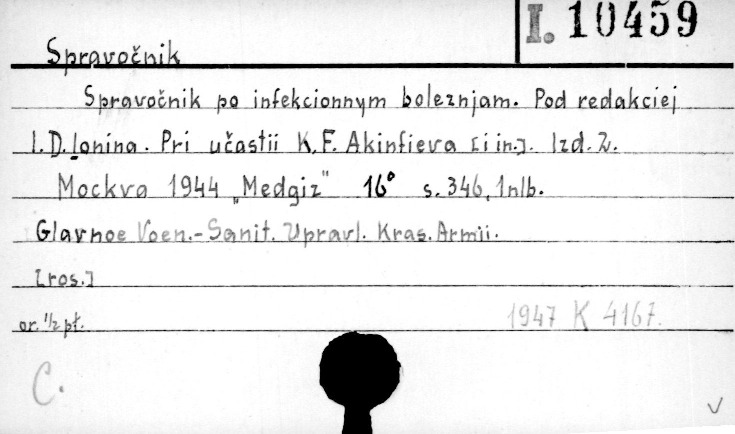 I. 10459
Spravočnik
Spravočnik po infekcionnym boleznjam. Pod redakciej
I. D. Ionina. Pri učastii K. F. Akinfieva [i in.]. Izd. 2.
Mockva 1944 „Medgiz" 16° s. 346, 1nlb.
Glavnoe Voen.-Sanit. Upravl. Kras. Armii.
[ros.]
or. 1/2 pł.
1947 K 4167.
C.